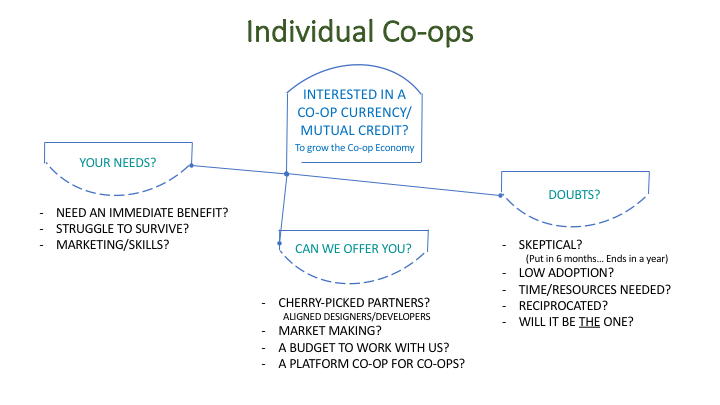 Individual Co-ops
INTERESTED IN A
CO-OP CURRENCY/
MUTUAL CREDIT?
To grow the Co-op Economy
YOUR NEEDS?
- NEED AN IMMEDIATE BENEFIT?
- STRUGGLE TO SURVIVE?
- MARKETING/SKILLS?
CAN WE OFFER YOU?
- CHERRY-PICKED PARTNERS?
ALIGNED DESIGNERS/DEVELOPERS
- MARKET MAKING?
- A BUDGET TO WORK WITH US?
- A PLATFORM CO-OP FOR CO-OPS?
DOUBTS?
- SKEPTICAL?
(Put in 6 months... Ends in a year)
- LOW ADOPTION?
- TIME/RESOURCES NEEDED?
- RECIPROCATED?
- WILL IT BE THE ONE?